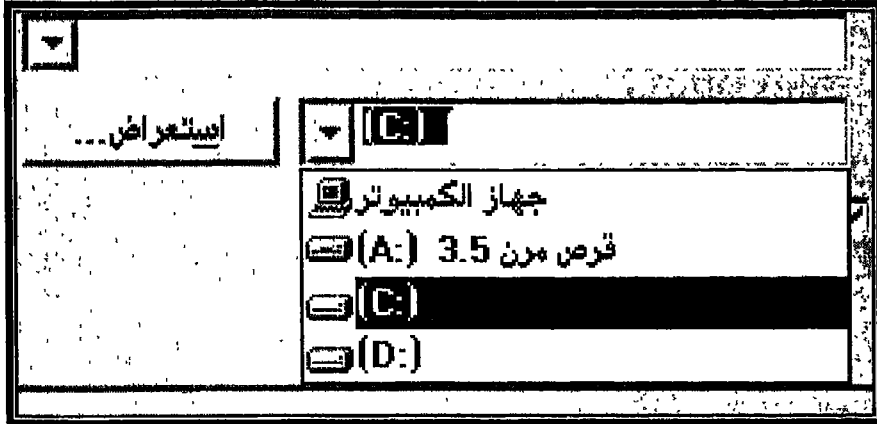 [C:]
استعراض...
جهاز الكمبيوتر
قرص مرن 3.5 (A:)
(C:)
(D:)